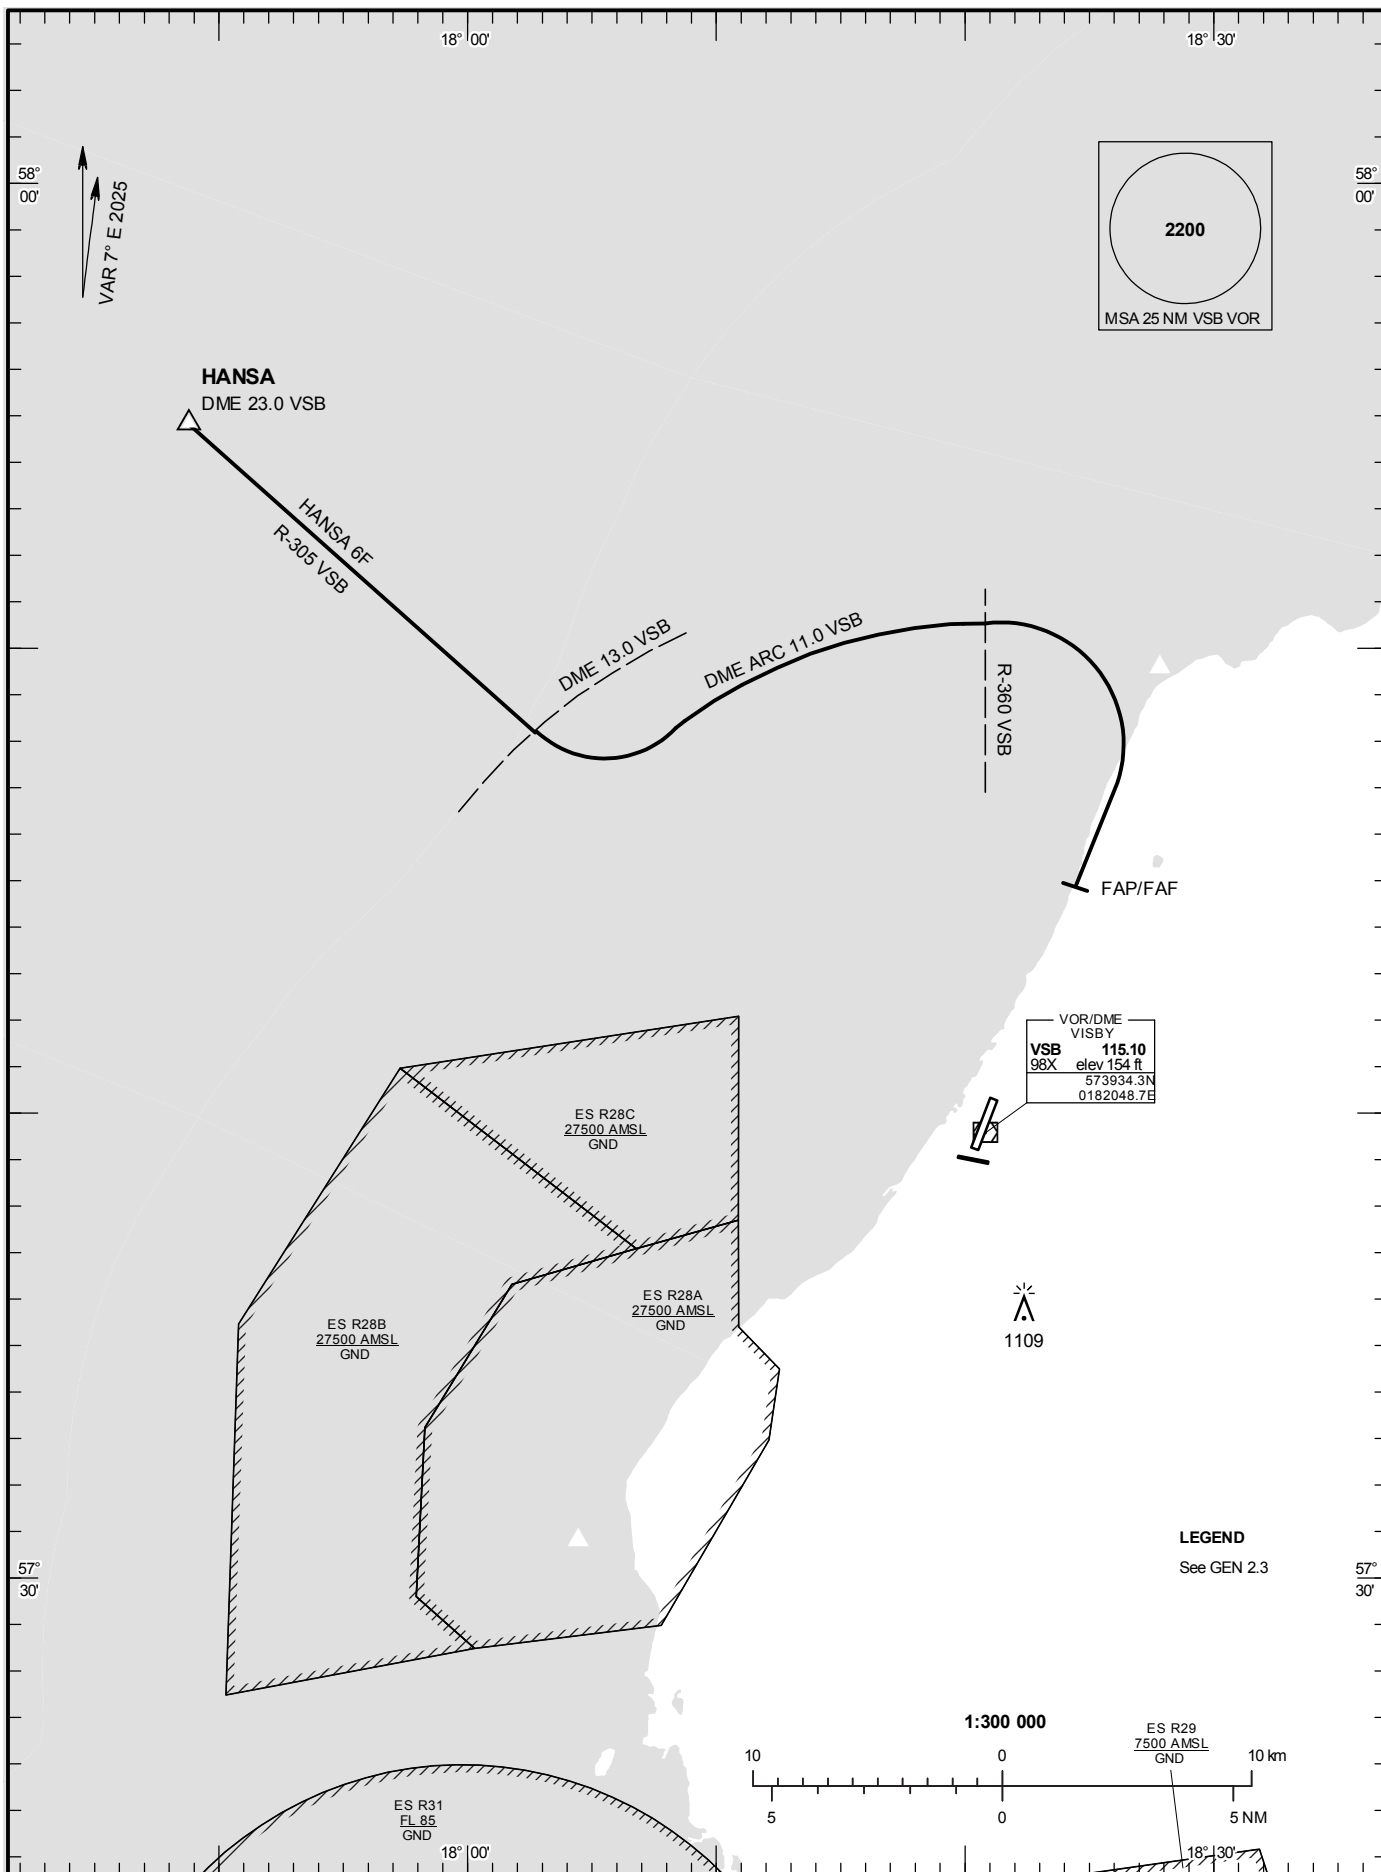 18° 00'
18° 30'
58°
00'
58°
00'
VAR 7° E 2025
2200
MSA 25 NM VSB VOR
HANSA
DME 23.0 VSB
HANSA 6F
R-305 VSB
DME 13.0 VSB
DME ARC 11.0 VSB
R-360 VSB
FAP/FAF
VOR/DME
VISBY
VSB 115.10
98X elev 154 ft
573934.3N
0182048.7E
ES R28C
27500 AMSL
GND
ES R28A
27500 AMSL
GND
ES R28B
27500 AMSL
GND
1109
LEGEND
See GEN 2.3
57°
30'
57°
30'
1:300 000
10 0 10 km
5 0 5 NM
ES R29
7500 AMSL
GND
ES R31
FL 85
GND
18° 00'
18° 30'